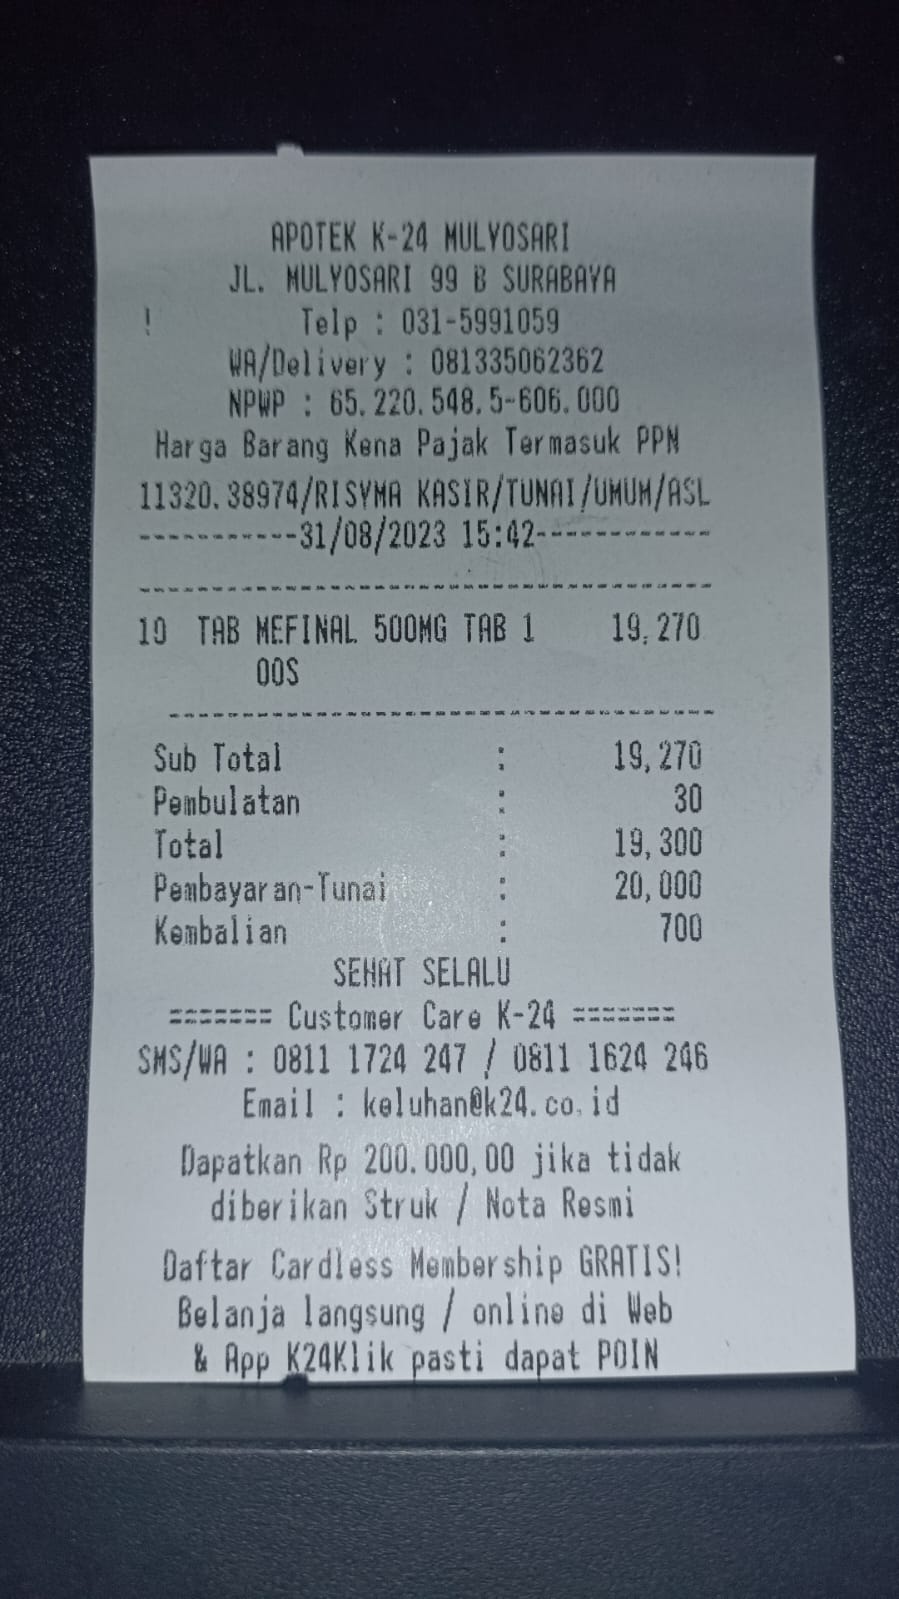 APOTEK K-24 MULYOSARI
JL. MULYOSARI 99 B SURABAYA
! Telp : 031-5991059
WA/Delivery : 081335062362
NPWP : 65.220.548.5-606.000
Harga Barang Kena Pajak Termasuk PPN
11320.38974/RISYMA KASIR/TUNAI/UMUM/ASL
-----------31/08/2023 15:42------------
---------------------------------------
10 TAB MEFINAL 500MG TAB 1 19,270
00S
-------------------------------------
Sub Total : 19,270
Pembulatan : 30
Total : 19,300
Pembayaran-Tunai : 20,000
Kembalian : 700
SEHAT SELALU
======= Customer Care K-24 =======
SMS/WA : 0811 1724 247 / 0811 1624 246
Email : keluhan@k24.co.id
Dapatkan Rp 200.000,00 jika tidak
diberikan Struk / Nota Resmi
Daftar Cardless Membership GRATIS!
Belanja langsung / online di Web
& App K24Klik pasti dapat POIN